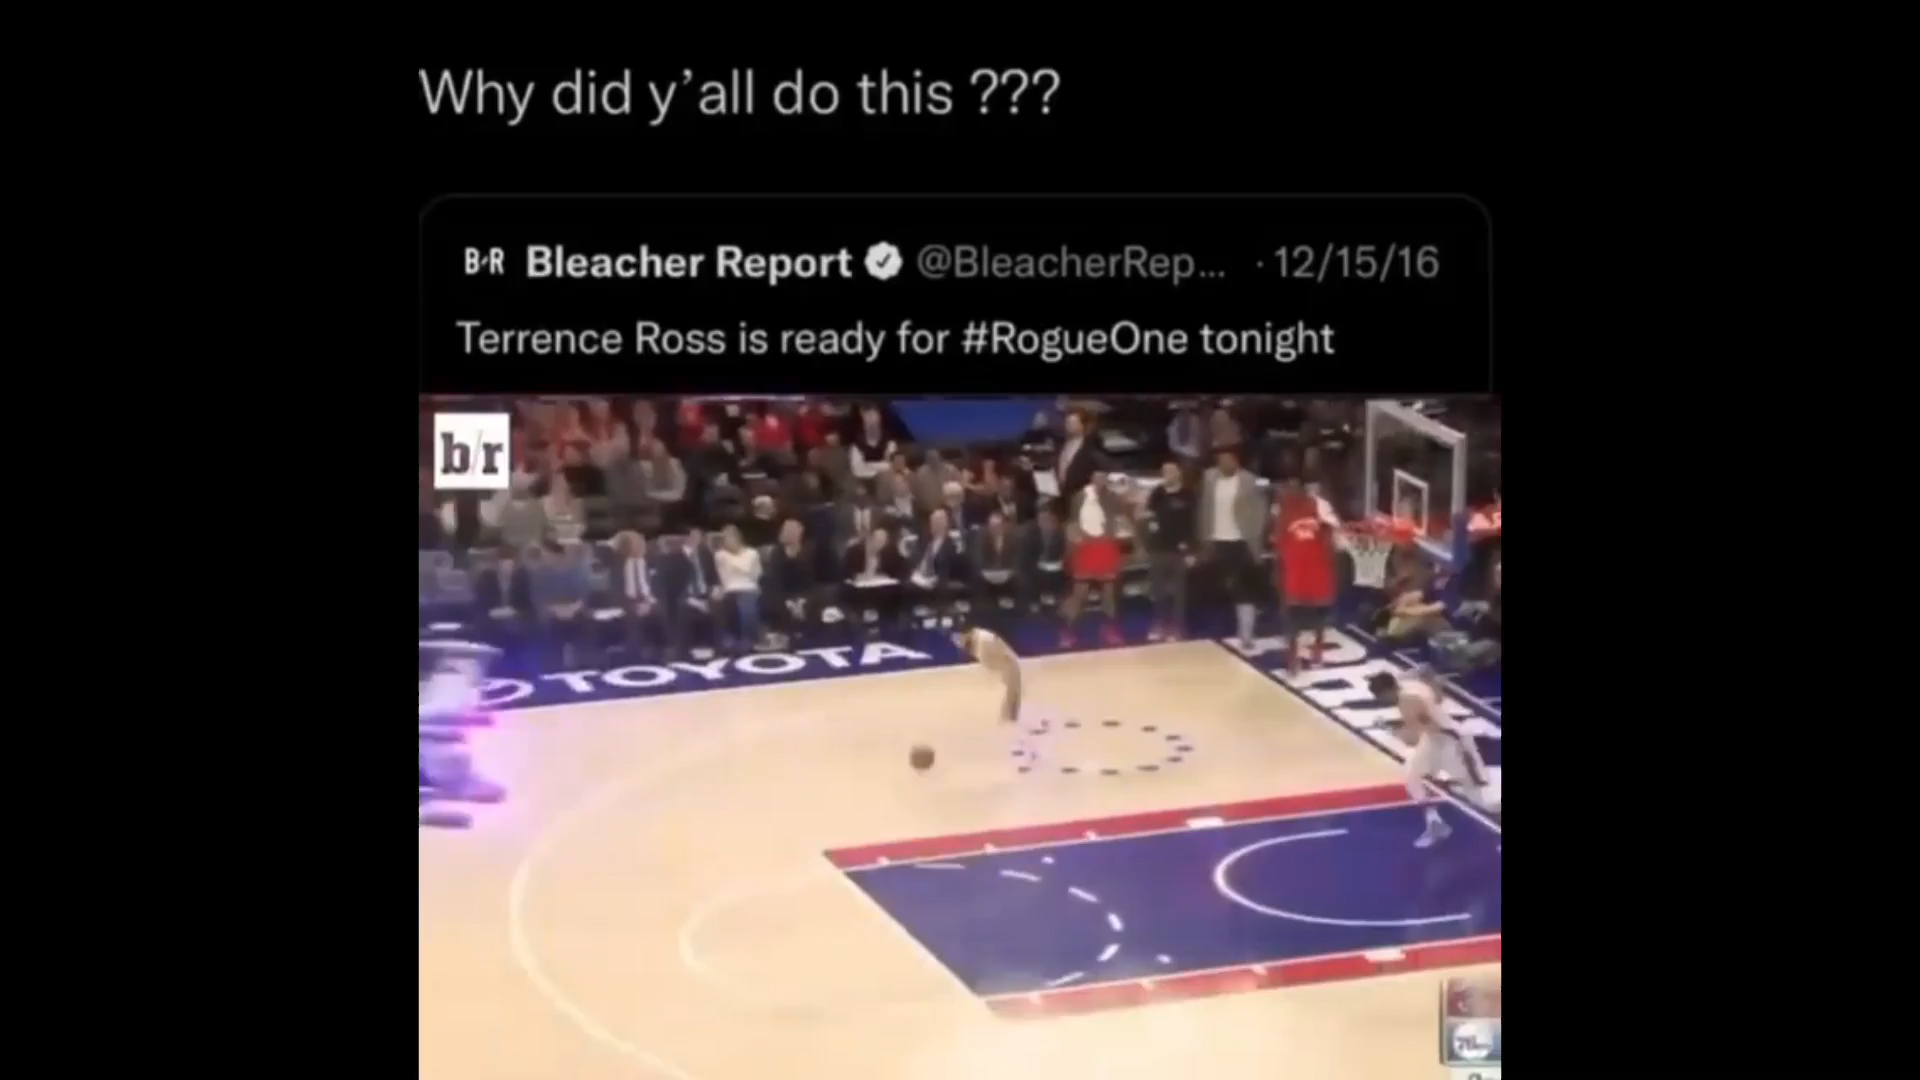 Why did y’all do this ???
B/R Bleacher Report @BleacherRep... · 12/15/16
Terrence Ross is ready for #RogueOne tonight
b/r
TOYOTA